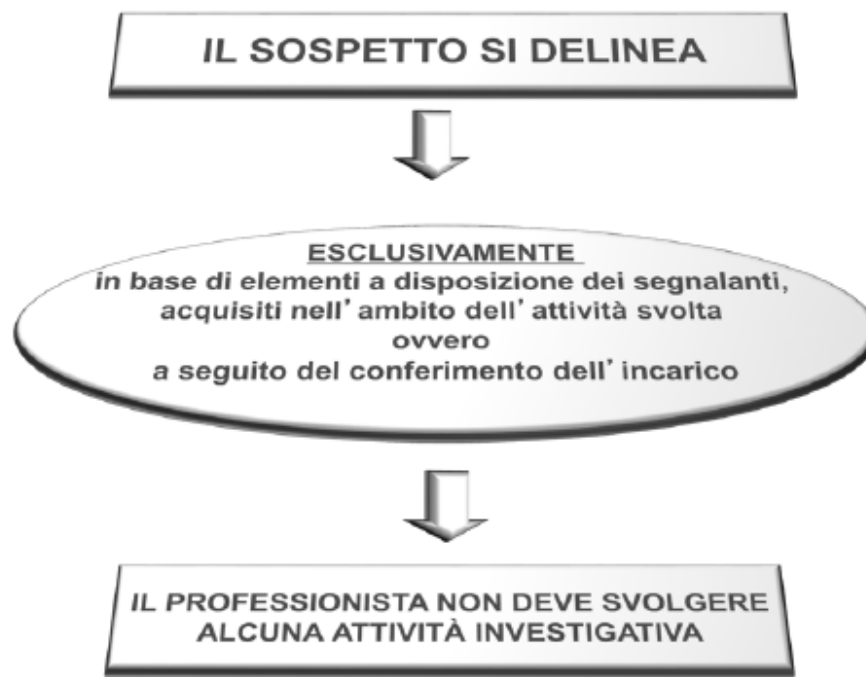 IL SOSPETTO SI DELINEA
ESCLUSIVAMENTE
in base di elementi a disposizione dei segnalanti,
acquisiti nell’ambito dell’attività svolta
ovvero
a seguito del conferimento dell’incarico
IL PROFESSIONISTA NON DEVE SVOLGERE
ALCUNA ATTIVITÀ INVESTIGATIVA